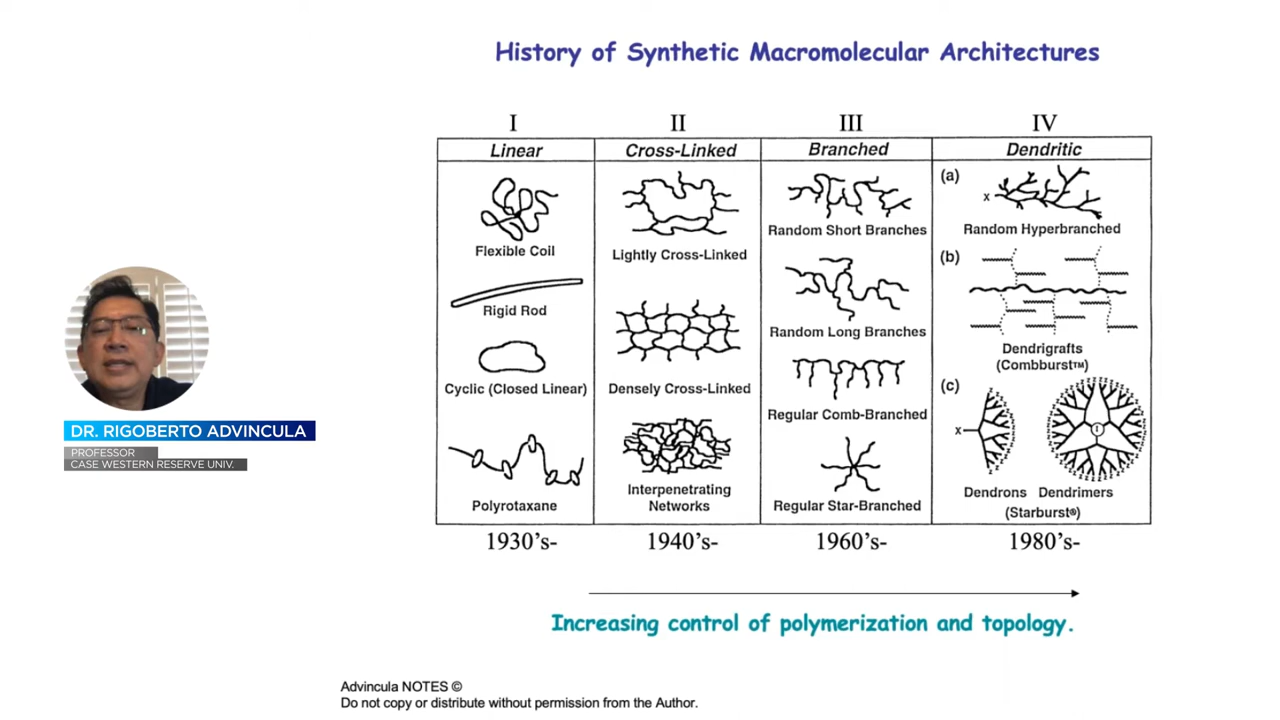 History of Synthetic Macromolecular Architectures
I
II
III
IV
Linear
Cross-Linked
Branched
Dendritic
Flexible Coil
Rigid Rod
Cyclic (Closed Linear)
Polyrotaxane
Lightly Cross-Linked
Densely Cross-Linked
Interpenetrating
Networks
Random Short Branches
Random Long Branches
Regular Comb-Branched
Regular Star-Branched
(a)
X
Random Hyperbranched
(b)
Dendrigrafts
(Combburst™)
(c)
X
I
Dendrons
Dendrimers
(Starburst®)
1930's-
1940's-
1960's-
1980's-
Increasing control of polymerization and topology.
DR. RIGOBERTO ADVINCULA
PROFESSOR
CASE WESTERN RESERVE UNIV.
Advincula NOTES ©
Do not copy or distribute without permission from the Author.